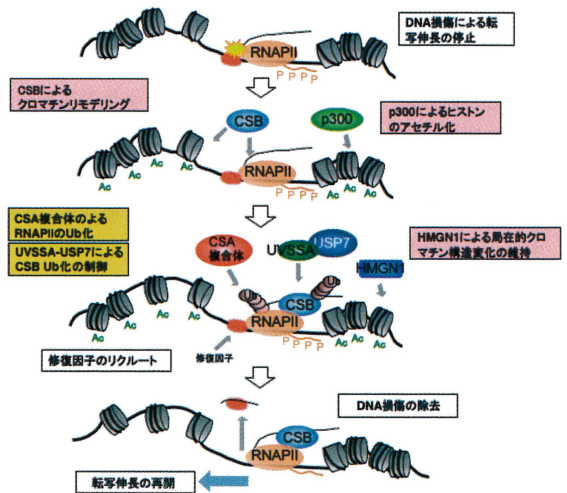 DNA損傷による転
写伸長の停止
RNAPII
P P P P
CSBによる
クロマチンリモデリング
CSB
p300
p300によるヒストン
のアセチル化
RNAPII
Ac Ac Ac Ac
P P P P
Ac Ac Ac
CSA複合体のよる
RNAPIIのUb化
UVSSA-USP7による
CSB Ub化の制御
CSA
複合体
UVSSA
USP7
HMGN1による局在的クロ
マチン構造変化の維持
HMGN1
CSB
RNAPII
Ac Ac Ac Ac
P P P P
Ac Ac Ac
修復因子のリクルート
修復因子
DNA損傷の除去
CSB
RNAPII
転写伸長の再開